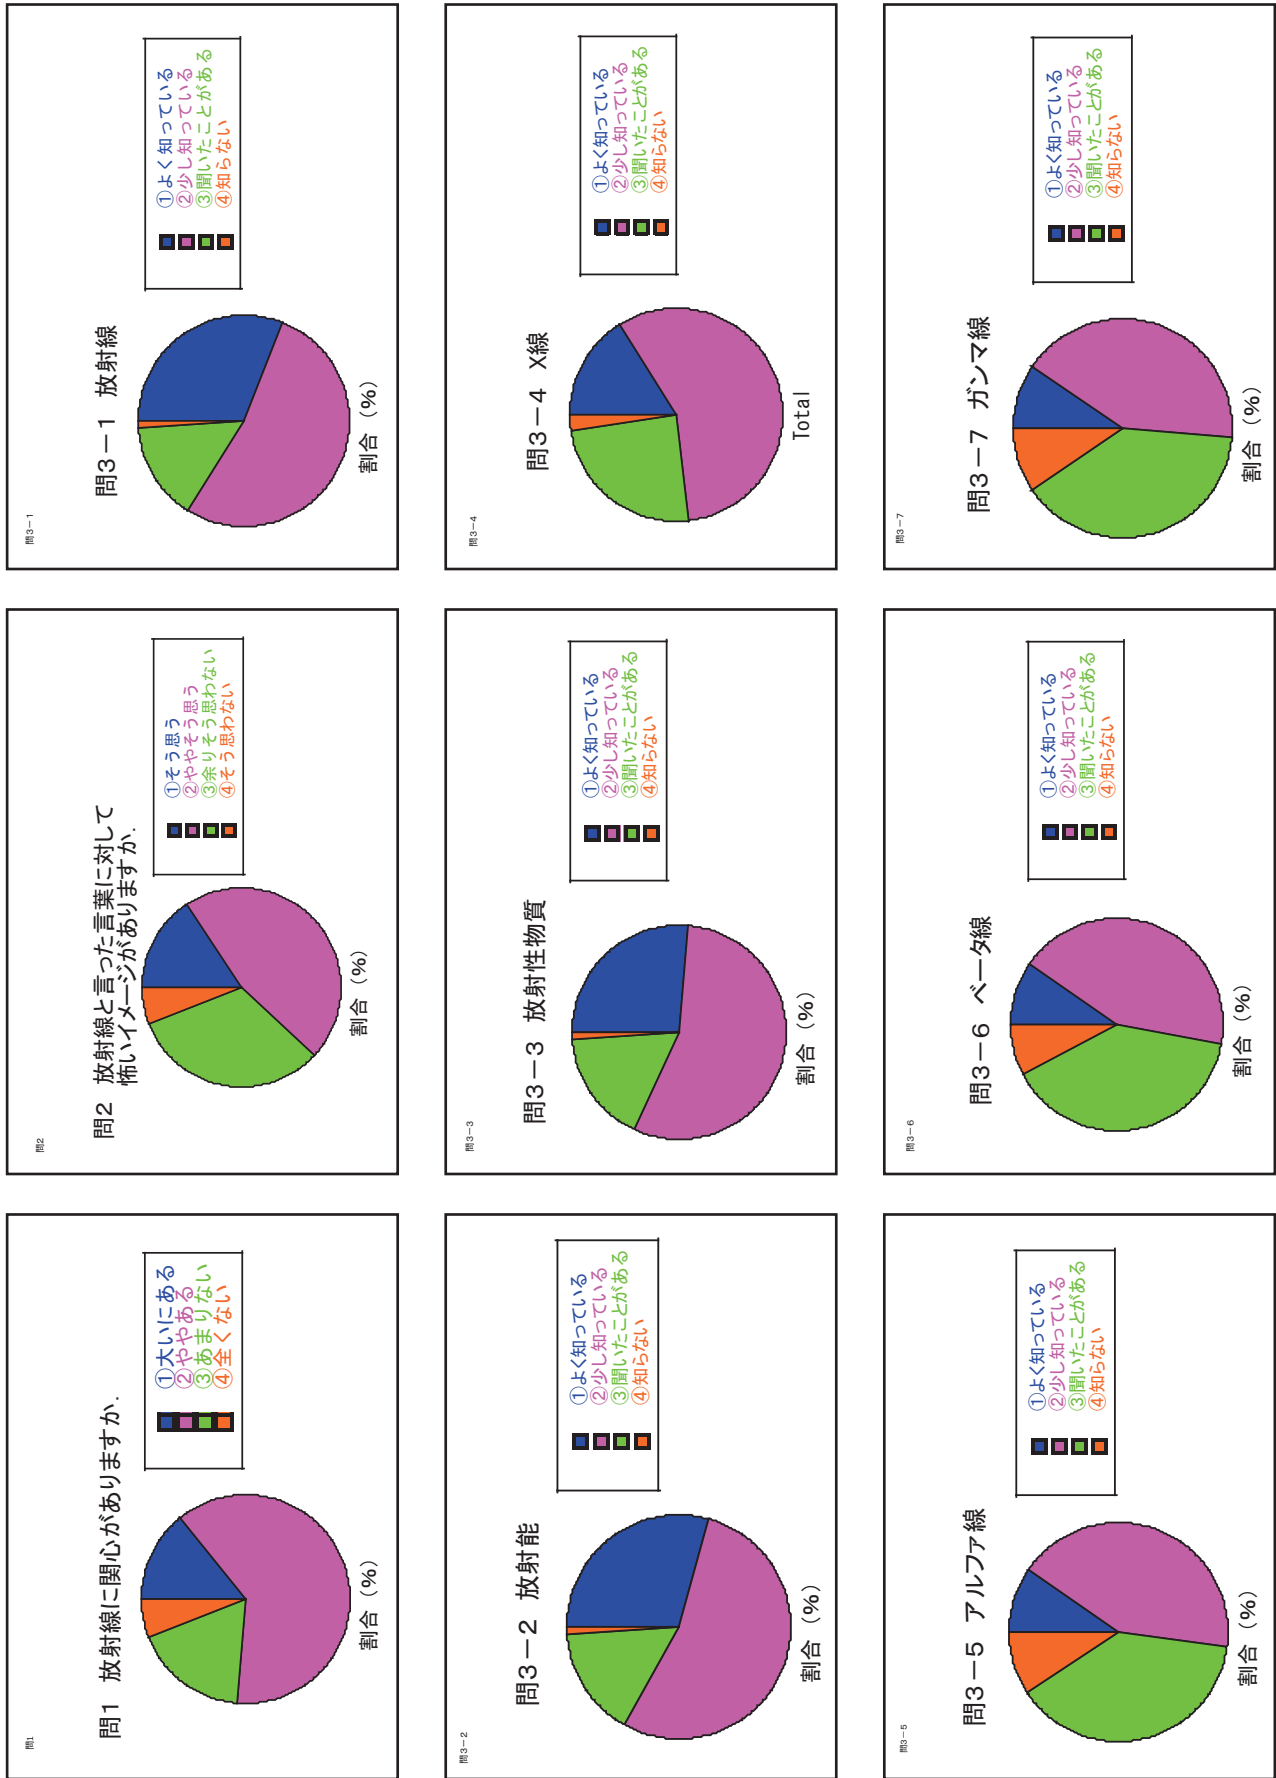 問1
問1 放射線に関心がありますか.
①大いにある
②ややある
③あまりない
④全くない
割合 (%)
問2
問2 放射線と言った言葉に対して
怖いイメージがありますか.
①そう思う
②ややそう思う
③余りそう思わない
④そう思わない
割合 (%)
問3－1
問3－1 放射線
①よく知っている
②少し知っている
③聞いたことがある
④知らない
割合 (%)
問3－2
問3－2 放射能
①よく知っている
②少し知っている
③聞いたことがある
④知らない
割合 (%)
問3－3
問3－3 放射性物質
①よく知っている
②少し知っている
③聞いたことがある
④知らない
割合 (%)
問3－4
問3－4 X線
①よく知っている
②少し知っている
③聞いたことがある
④知らない
Total
問3－5
問3－5 アルファ線
①よく知っている
②少し知っている
③聞いたことがある
④知らない
割合 (%)
問3－6
問3－6 ベータ線
①よく知っている
②少し知っている
③聞いたことがある
④知らない
割合 (%)
問3－7
問3－7 ガンマ線
①よく知っている
②少し知っている
③聞いたことがある
④知らない
割合 (%)